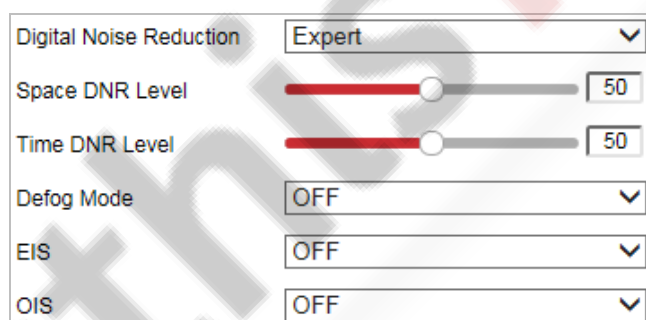 Digital Noise Reduction Expert
Space DNR Level 50
Time DNR Level 50
Defog Mode OFF
EIS OFF
OIS OFF
this